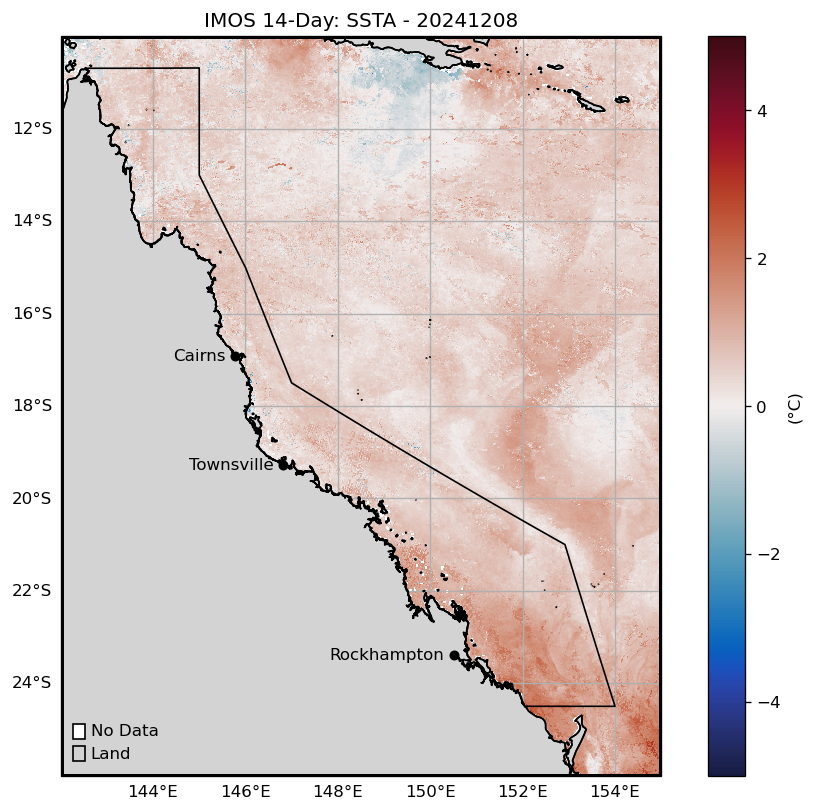 IMOS 14-Day: SSTA - 20241208
12°S
14°S
16°S
18°S
20°S
22°S
24°S
Cairns
Townsville
Rockhampton
No Data
Land
144°E 146°E 148°E 150°E 152°E 154°E
4
2
0
−2
−4
(°C)